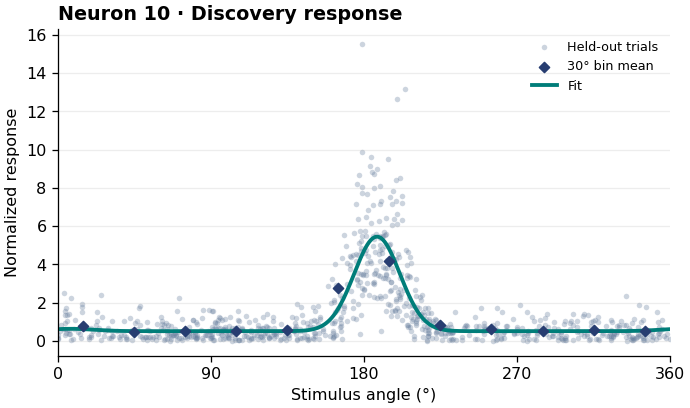 Neuron 10 · Discovery response
Normalized response
16
14
12
10
8
6
4
2
0
Held-out trials
30° bin mean
Fit
0
90
180
270
360
Stimulus angle (°)